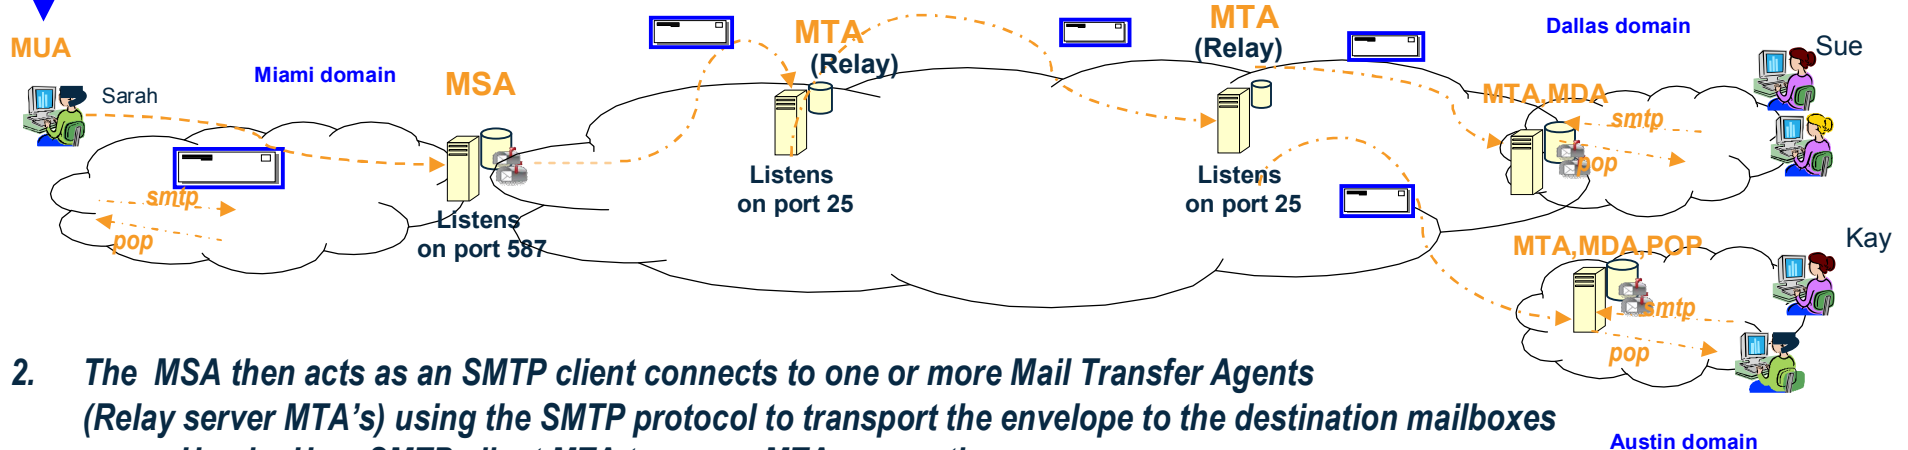 MUA
Sarah
Miami domain
MSA
MTA
(Relay)
MTA
(Relay)
Dallas domain
Sue
MTA,MDA
smtp
pop
Listens
on port 25
Listens
on port 25
smtp
pop
Listens
on port 587
MTA,MDA,POP
Kay
smtp
pop
2. The MSA then acts as an SMTP client connects to one or more Mail Transfer Agents
(Relay server MTA's) using the SMTP protocol to transport the envelope to the destination mailboxes
Austin domain